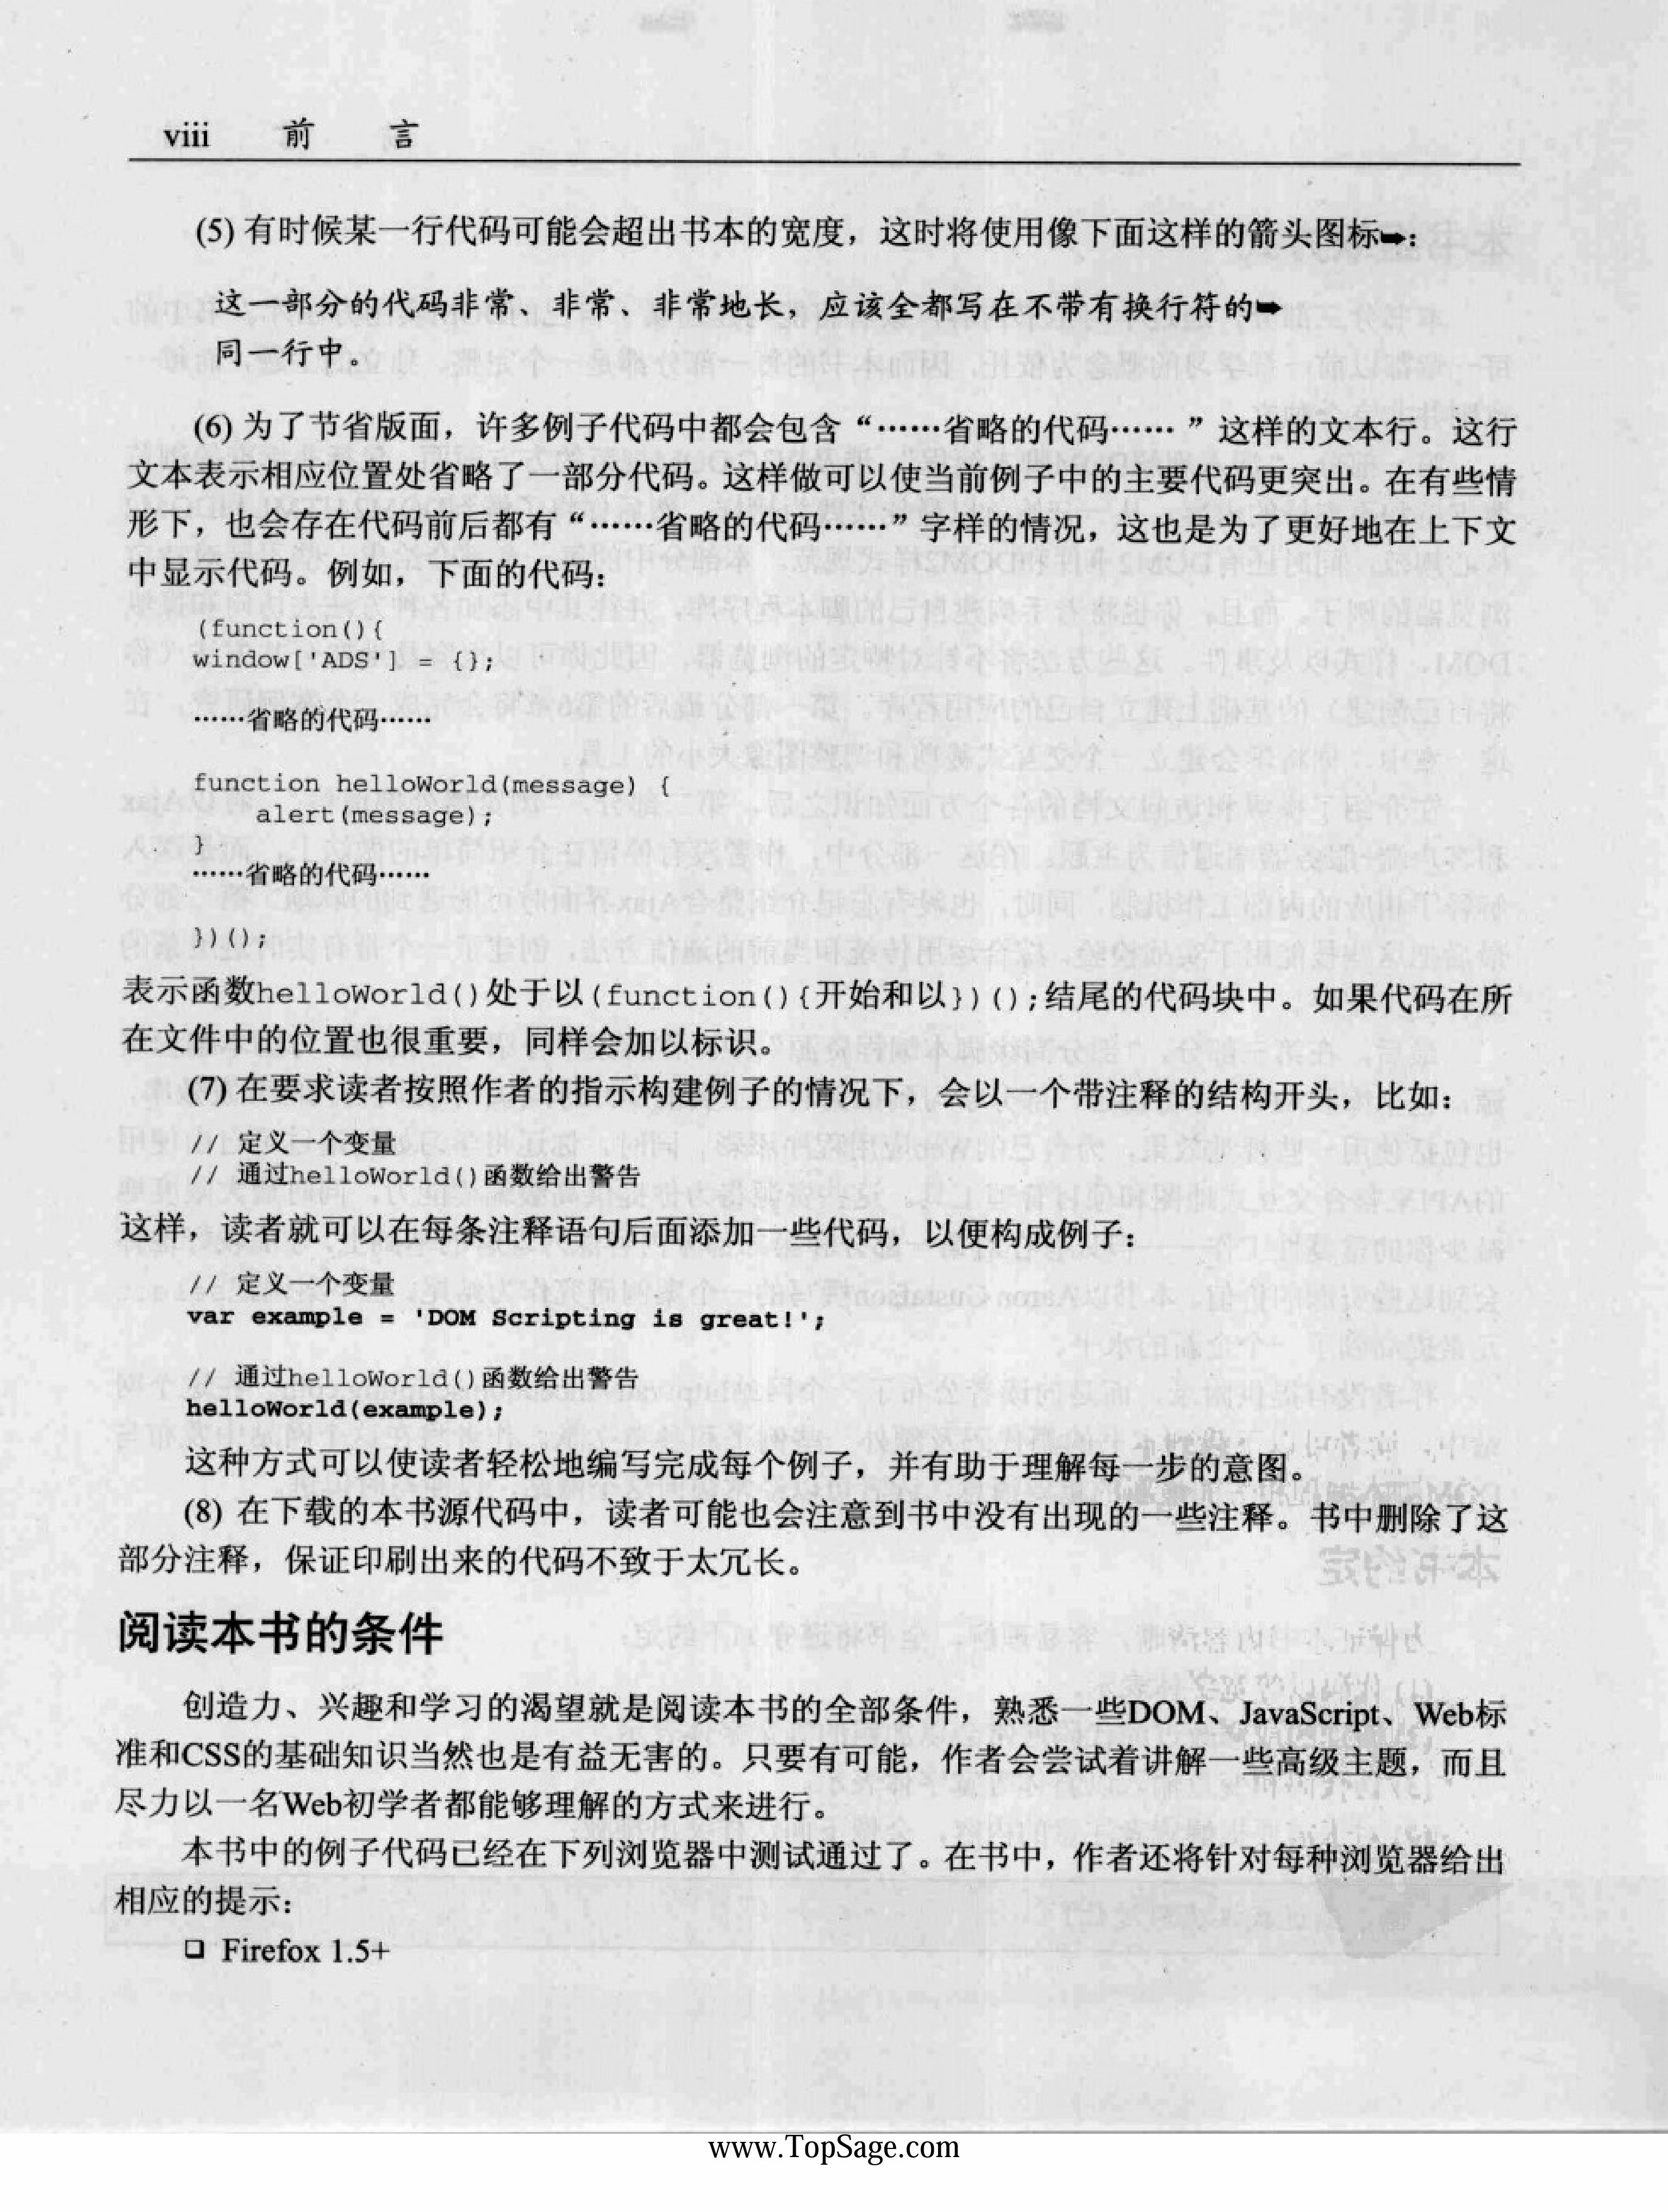 viii 前 言
(5) 有时候某一行代码可能会超出书本的宽度，这时将使用像下面这样的箭头图标➡：
这一部分的代码非常、非常、非常地长，应该全都写在不带有换行符的➡
同一行中。
(6) 为了节省版面，许多例子代码中都会包含“……省略的代码……”这样的文本行。这行
文本表示相应位置处省略了一部分代码。这样做可以使当前例子中的主要代码更突出。在有些情
形下，也会存在代码前后都有“……省略的代码……”字样的情况，这也是为了更好地在上下文
中显示代码。例如，下面的代码：
(function(){
window['ADS'] = {};
……省略的代码……
function helloWorld(message) {
    alert(message);
}
……省略的代码……
})();
表示函数helloWorld()处于以(function(){开始和以})();结尾的代码块中。如果代码在所
在文件中的位置也很重要，同样会加以标识。
(7) 在要求读者按照作者的指示构建例子的情况下，会以一个带注释的结构开头，比如：
// 定义一个变量
// 通过helloWorld()函数给出警告
这样，读者就可以在每条注释语句后面添加一些代码，以便构成例子：
// 定义一个变量
var example = 'DOM Scripting is great!';
// 通过helloWorld()函数给出警告
helloWorld(example);
这种方式可以使读者轻松地编写完成每个例子，并有助于理解每一步的意图。
(8) 在下载的本书源代码中，读者可能也会注意到书中没有出现的一些注释。书中删除了这
部分注释，保证印刷出来的代码不致于太冗长。
阅读本书的条件
创造力、兴趣和学习的渴望就是阅读本书的全部条件，熟悉一些DOM、JavaScript、Web标
准和CSS的基础知识当然也是有益无害的。只要有可能，作者会尝试着讲解一些高级主题，而且
尽力以一名Web初学者都能够理解的方式来进行。
本书中的例子代码已经在下列浏览器中测试通过了。在书中，作者还将针对每种浏览器给出
相应的提示：
❑ Firefox 1.5+
www.TopSage.com